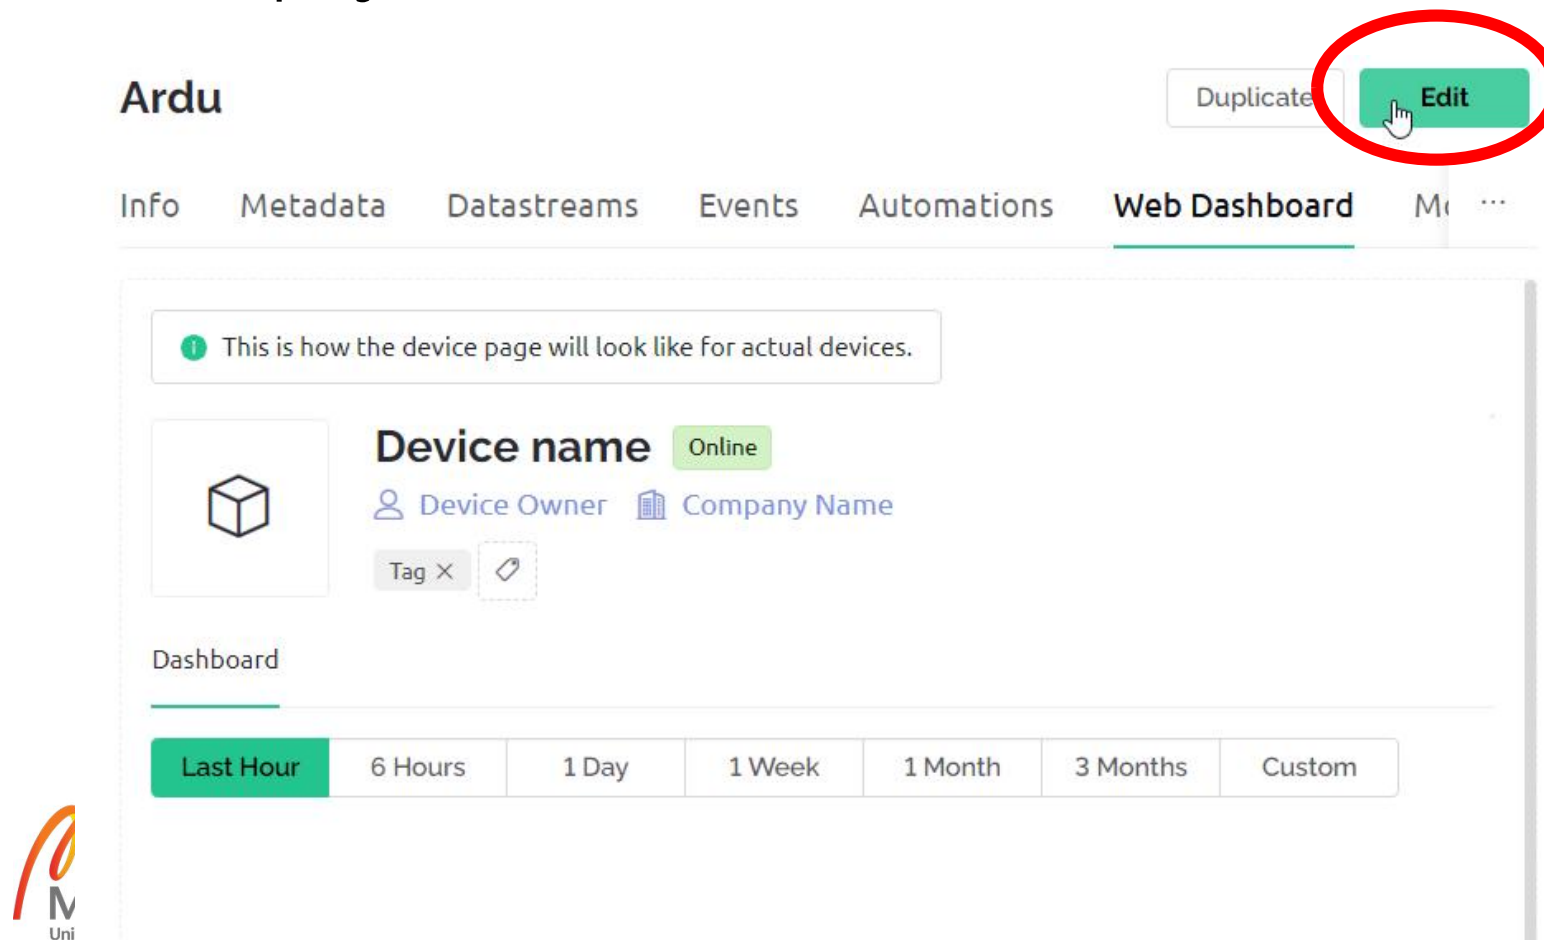 Ardu
Duplicate
Edit
Info Metadata Datastreams Events Automations Web Dashboard ...
This is how the device page will look like for actual devices.
Device name Online
Device Owner Company Name
Tag
Dashboard
Last Hour 6 Hours 1 Day 1 Week 1 Month 3 Months Custom